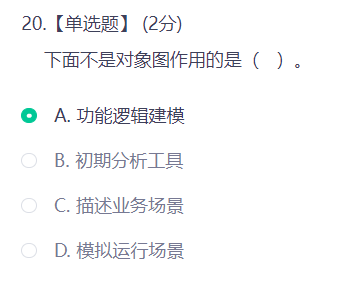 20.【单选题】 (2分)
下面不是对象图作用的是（ ）。
A. 功能逻辑建模
B. 初期分析工具
C. 描述业务场景
D. 模拟运行场景